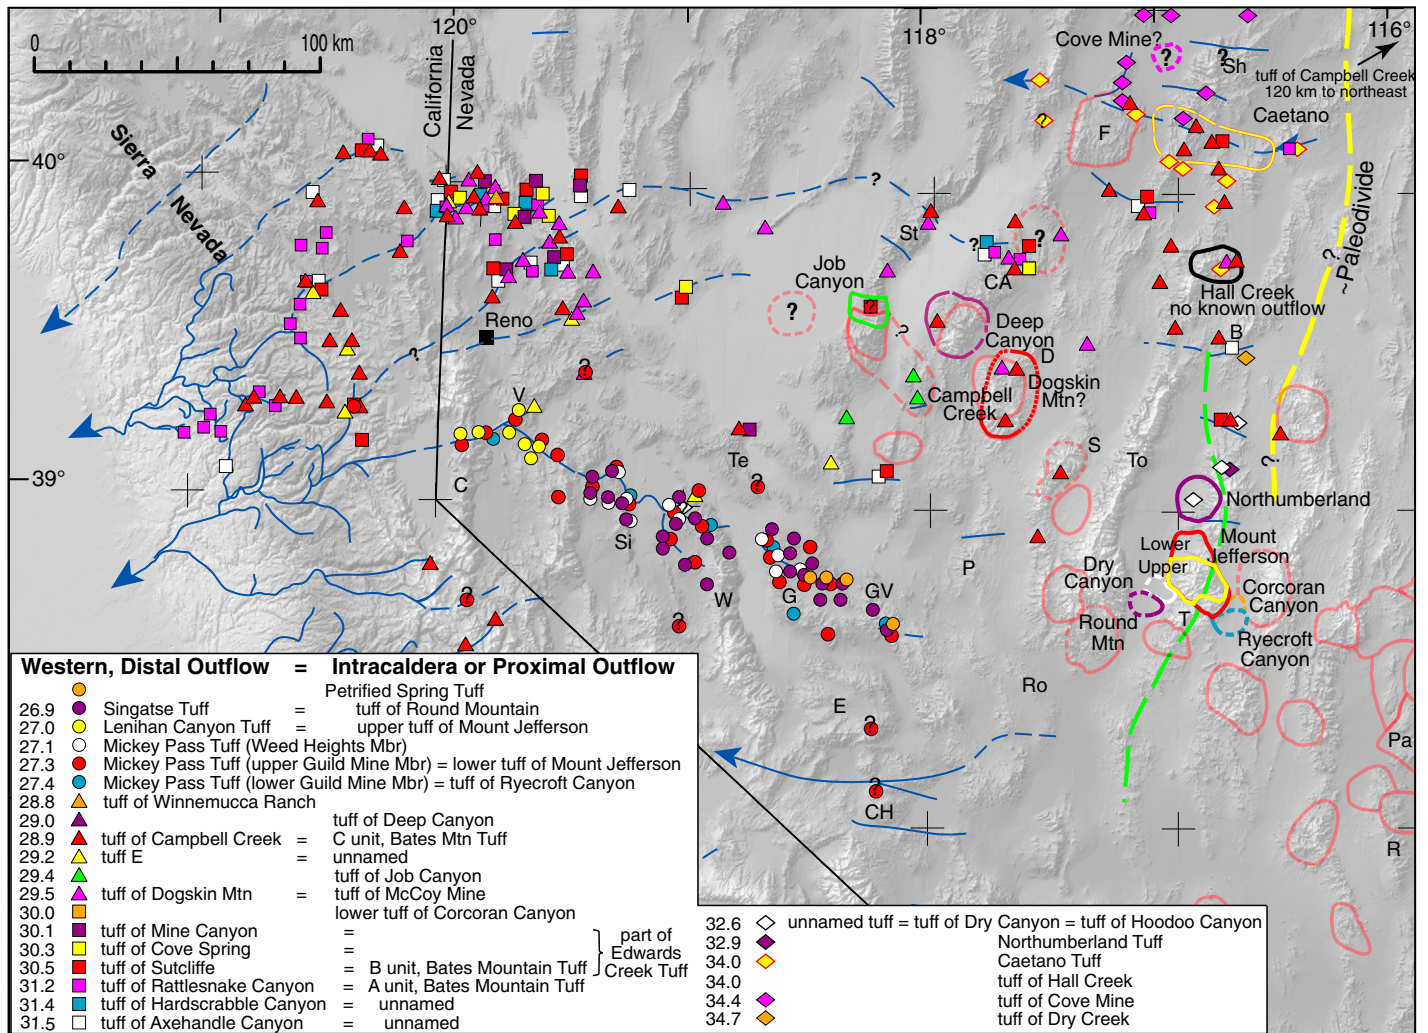 120°
118°
116°
0
100 km
California
Nevada
Cove Mine?
?
?
Sh
tuff of Campbell Creek
120 km to northeast
Caetano
F
?
Sierra
Nevada
40°
?
~Paleodivide
?
St
?
?
CA
Job
Canyon
?
?
Hall Creek
no known outflow
Deep
Canyon
Reno
?
B
D
Dogskin
Mtn?
Campbell
Creek
?
V
Te
S
To
?
39°
C
?
Northumberland
Si
Lower
Upper
Mount
Jefferson
P
Dry
Canyon
Corcoran
Canyon
W
G
GV
?
?
Round
Mtn
T
Ryecroft
Canyon
Ro
E
?
Pa
?
CH
R
Western, Distal Outflow = Intracaldera or Proximal Outflow
Petrified Spring Tuff
26.9 Singatse Tuff = tuff of Round Mountain
27.0 Lenihan Canyon Tuff = upper tuff of Mount Jefferson
27.1 Mickey Pass Tuff (Weed Heights Mbr)
27.3 Mickey Pass Tuff (upper Guild Mine Mbr) = lower tuff of Mount Jefferson
27.4 Mickey Pass Tuff (lower Guild Mine Mbr) = tuff of Ryecroft Canyon
28.8 tuff of Winnemucca Ranch
29.0 tuff of Deep Canyon
28.9 tuff of Campbell Creek = C unit, Bates Mtn Tuff
29.2 tuff E = unnamed
29.4 tuff of Job Canyon
29.5 tuff of Dogskin Mtn = tuff of McCoy Mine
30.0 lower tuff of Corcoran Canyon
30.1 tuff of Mine Canyon =
30.3 tuff of Cove Spring =
30.5 tuff of Sutcliffe = B unit, Bates Mountain Tuff
part of
Edwards
Creek Tuff
31.2 tuff of Rattlesnake Canyon = A unit, Bates Mountain Tuff
31.4 tuff of Hardscrabble Canyon = unnamed
31.5 tuff of Axehandle Canyon = unnamed
32.6 unnamed tuff = tuff of Dry Canyon = tuff of Hoodoo Canyon
32.9 Northumberland Tuff
34.0 Caetano Tuff
34.0 tuff of Hall Creek
34.4 tuff of Cove Mine
34.7 tuff of Dry Creek